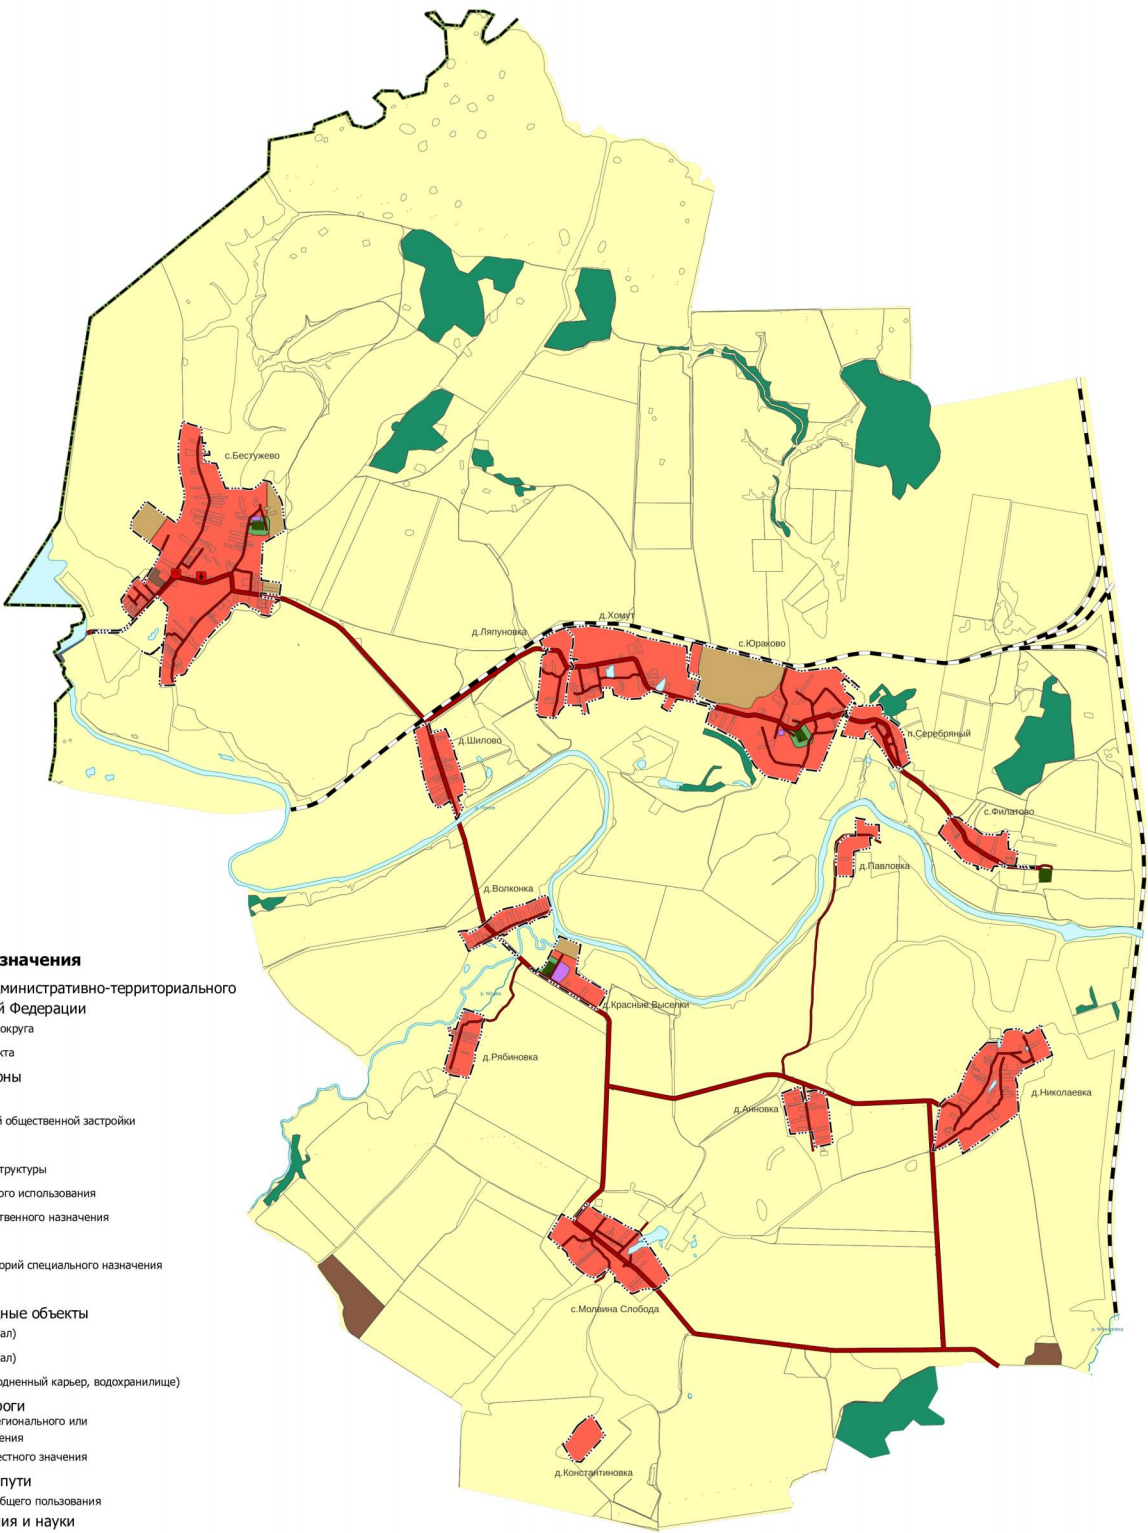 с.Бестужево
д.Хомут
д.Ляпуновка
с.Юраково
п.Серебряный
д.Шилово
с.Филатово
д.Павловка
д.Волконка
д.Красные Выселки
д.Рябиновка
д.Николаевка
д.Анновка
с.Молвина Слобода
д.Константиновка
значения
министративно-территориального
й Федерации
округа
кта
ны
й общественной застройки
труктуры
го использования
твенного назначения
орий специального назначения
ные объекты
ал)
ал)
одненный карьер, водохранилище)
роги
егионального или
ения
естного значения
пути
бщего пользования
ия и науки